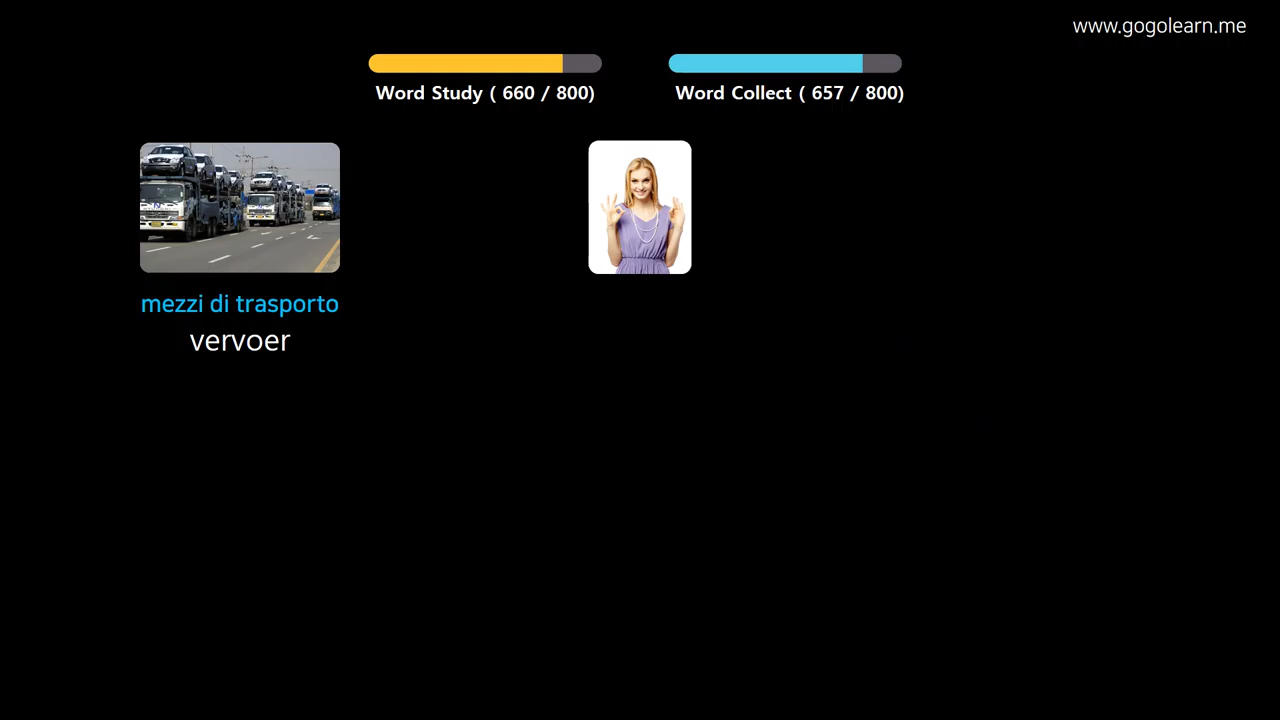 www.gogolearn.me
Word Study ( 660 / 800)
Word Collect ( 657 / 800)
mezzi di trasporto
vervoer